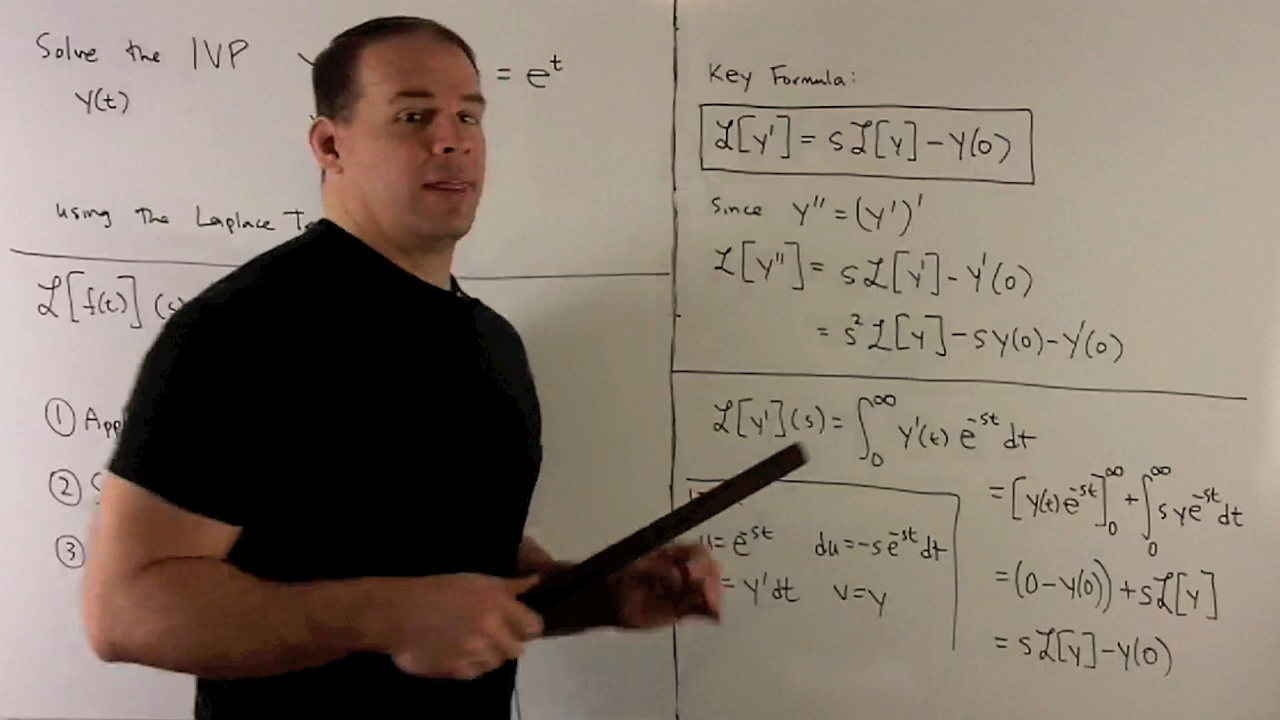 Solve the IVP
= e^t
y(t)
using the Laplace
ℒ[f(t)]
① App
②
③
Key Formula:
ℒ[y'] = sℒ[y] - y(0)
Since y'' = (y')'
ℒ[y''] = sℒ[y'] - y'(0)
= s²ℒ[y] - sy(0) - y'(0)
ℒ[y'](s) = ∫₀^∞ y'(t) e^{-st} dt
u = e^{-st} du = -se^{-st} dt
= y'dt v = y
= [y(t)e^{-st}]₀^∞ + ∫₀^∞ s y e^{-st} dt
= (0 - y(0)) + sℒ[y]
= sℒ[y] - y(0)